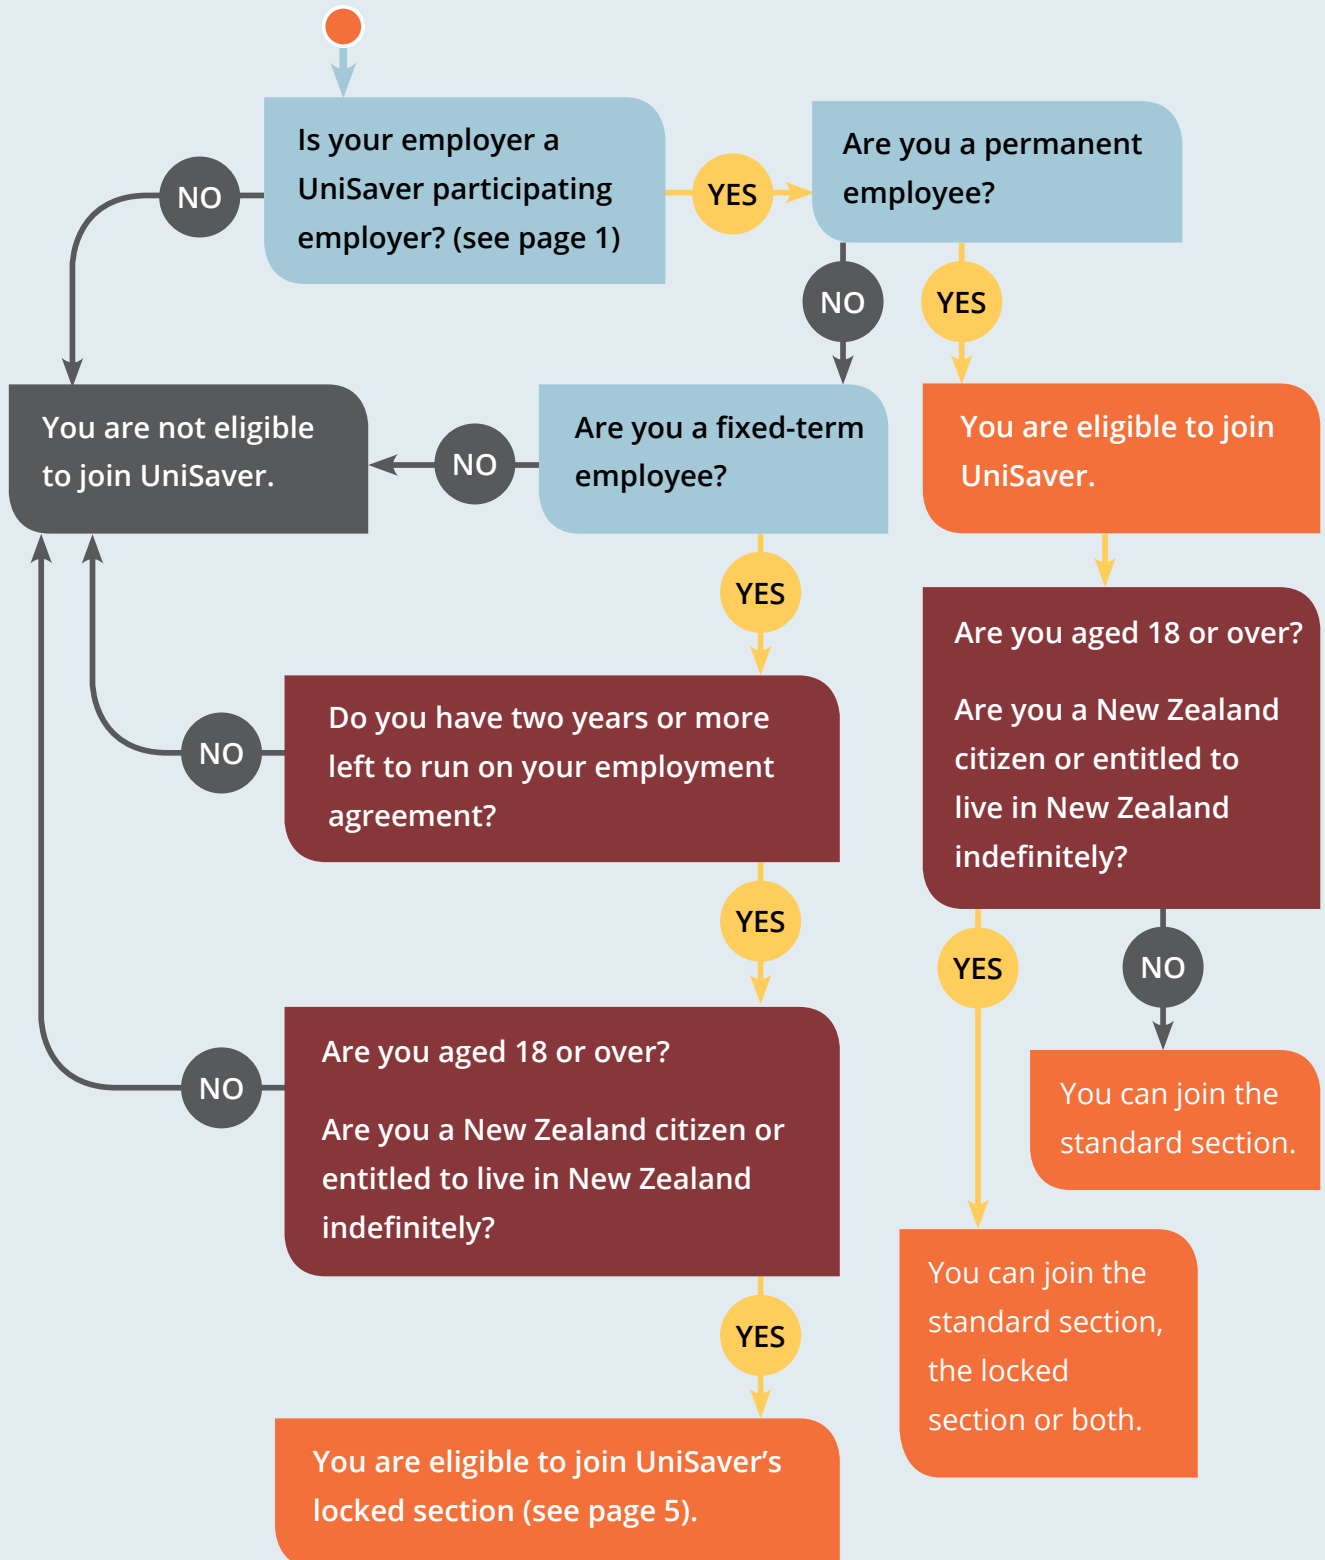 Is your employer a
UniSaver participating
employer? (see page 1)
NO
YES
Are you a permanent
employee?
NO
YES
You are not eligible
to join UniSaver.
NO
Are you a fixed-term
employee?
You are eligible to join
UniSaver.
YES
Are you aged 18 or over?
Are you a New Zealand
citizen or entitled to
live in New Zealand
indefinitely?
NO
Do you have two years or more
left to run on your employment
agreement?
YES
YES
NO
NO
Are you aged 18 or over?
Are you a New Zealand citizen or
entitled to live in New Zealand
indefinitely?
You can join the
standard section.
You can join the
standard section,
the locked
section or both.
YES
You are eligible to join UniSaver’s
locked section (see page 5).